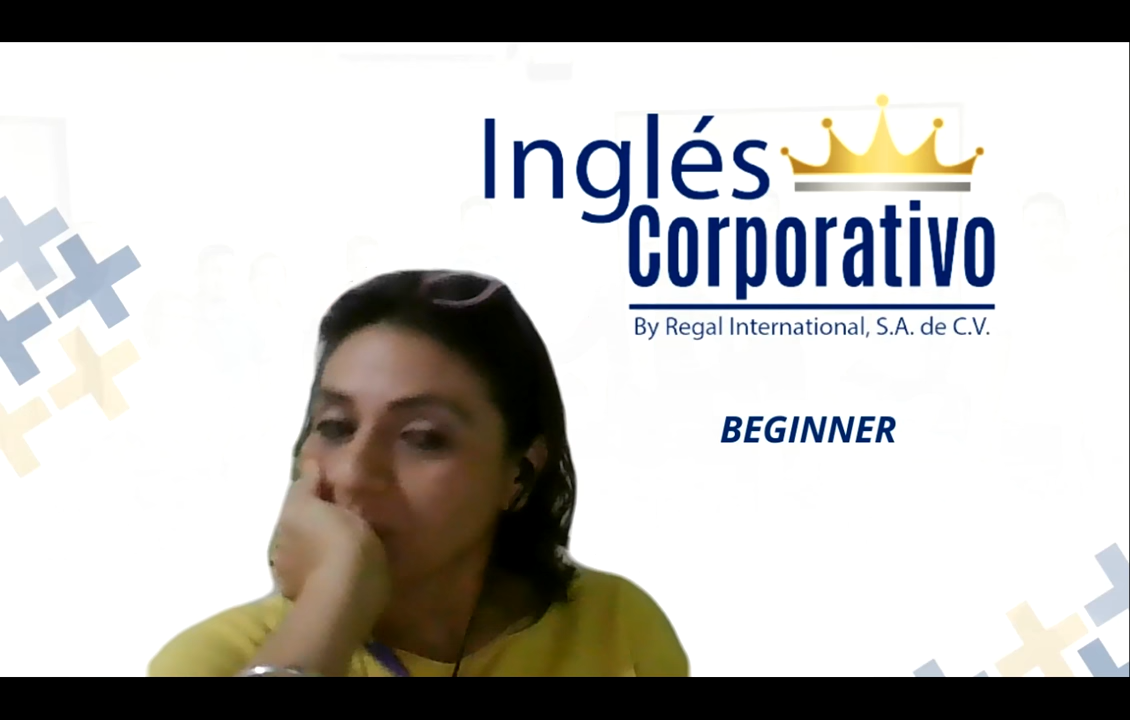 Inglés
Corporativo
By Regal International, S.A. de C.V.
BEGINNER